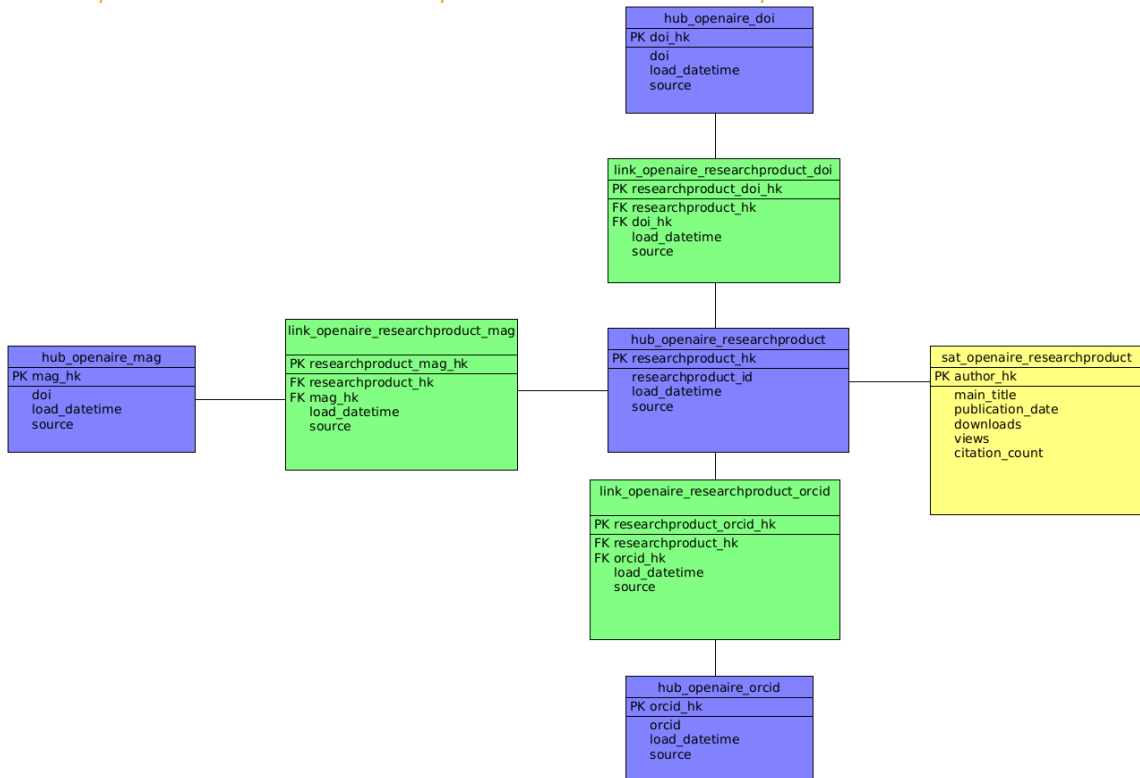 hub_openaire_doi
PK doi_hk
doi
load_datetime
source
link_openaire_researchproduct_doi
PK researchproduct_doi_hk
FK researchproduct_hk
FK doi_hk
load_datetime
source
hub_openaire_mag
PK mag_hk
doi
load_datetime
source
link_openaire_researchproduct_mag
PK researchproduct_mag_hk
FK researchproduct_hk
FK mag_hk
load_datetime
source
hub_openaire_researchproduct
PK researchproduct_hk
researchproduct_id
load_datetime
source
sat_openaire_researchproduct
PK author_hk
main_title
publication_date
downloads
views
citation_count
link_openaire_researchproduct_orcid
PK researchproduct_orcid_hk
FK researchproduct_hk
FK orcid_hk
load_datetime
source
hub_openaire_orcid
PK orcid_hk
orcid
load_datetime
source